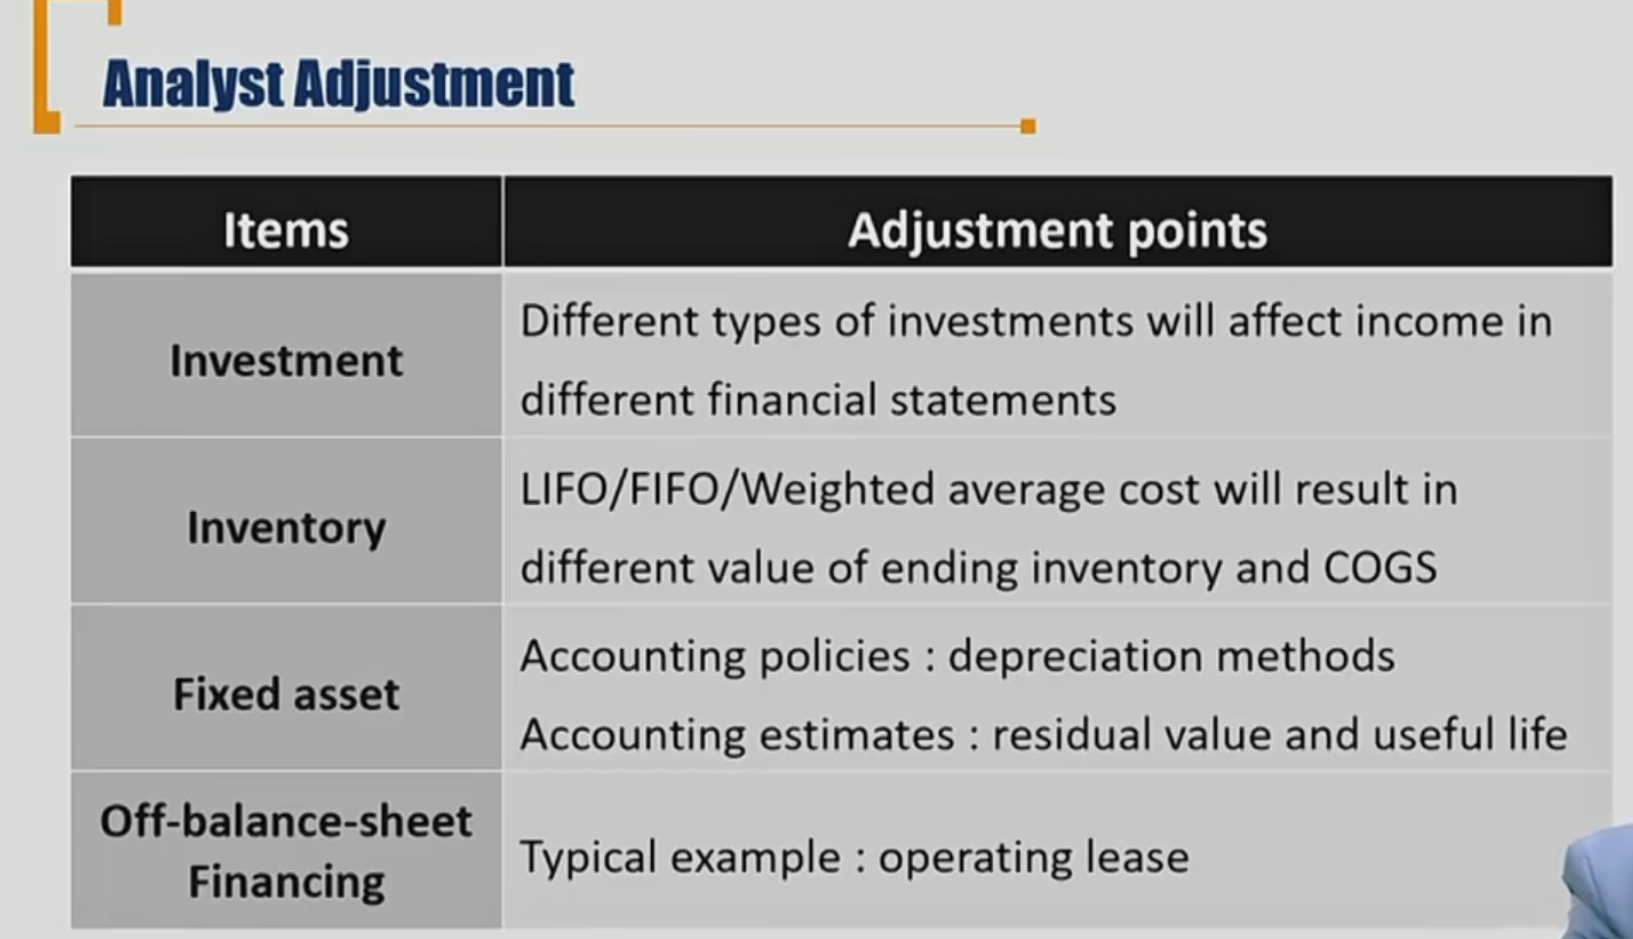 Analyst Adjustment
Items
Adjustment points
Investment
Different types of investments will affect income in
different financial statements
Inventory
LIFO/FIFO/Weighted average cost will result in
different value of ending inventory and COGS
Fixed asset
Accounting policies : depreciation methods
Accounting estimates : residual value and useful life
Off-balance-sheet
Financing
Typical example : operating lease